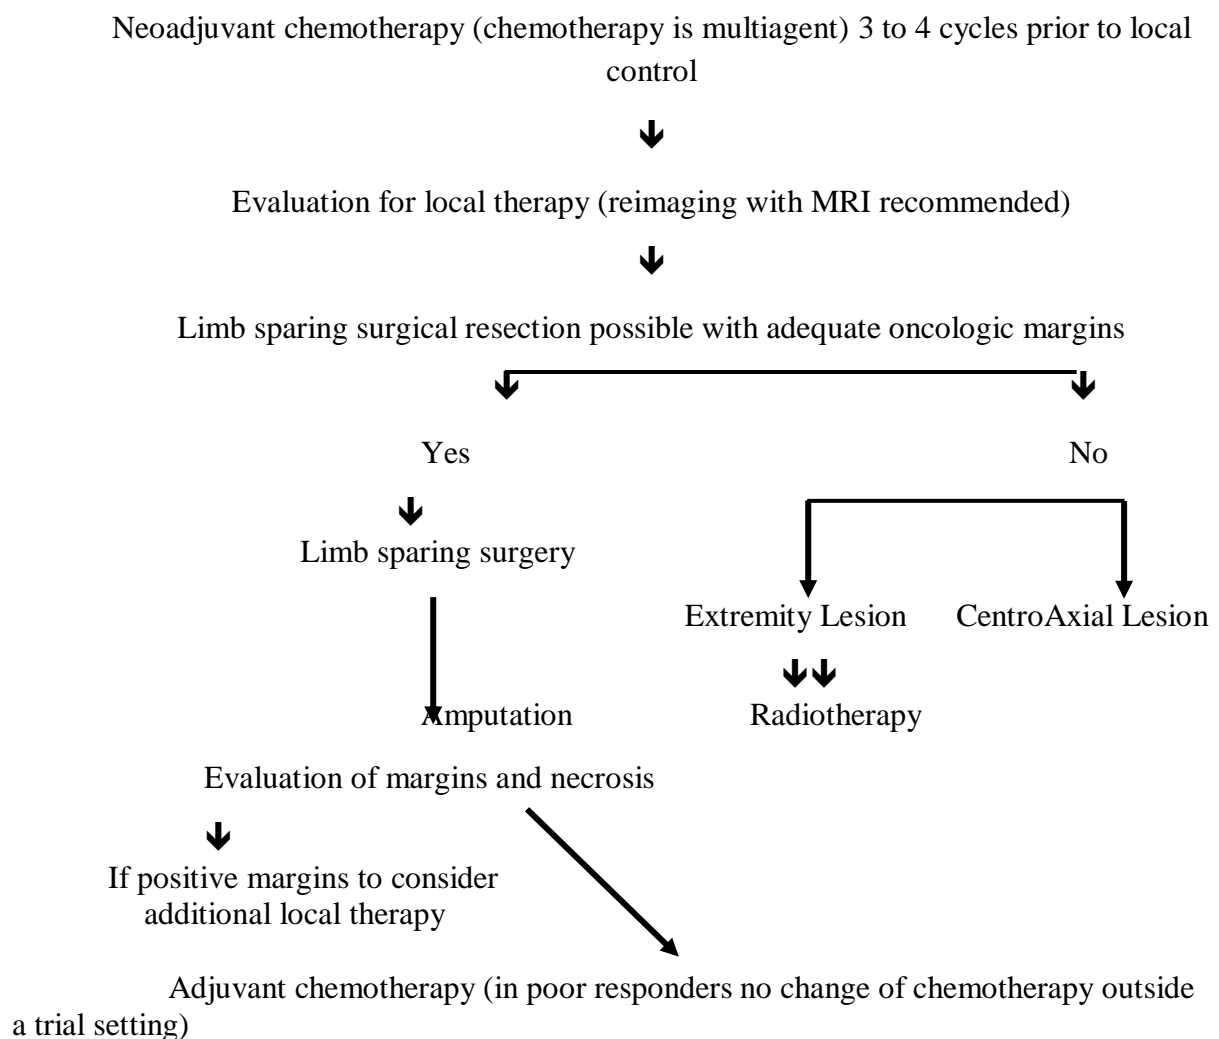 Neoadjuvant chemotherapy (chemotherapy is multiagent) 3 to 4 cycles prior to local
control
Evaluation for local therapy (reimaging with MRI recommended)
Limb sparing surgical resection possible with adequate oncologic margins
Yes
No
Limb sparing surgery
Extremity Lesion
CentroAxial Lesion
Amputation
Radiotherapy
Evaluation of margins and necrosis
If positive margins to consider
additional local therapy
Adjuvant chemotherapy (in poor responders no change of chemotherapy outside
a trial setting)